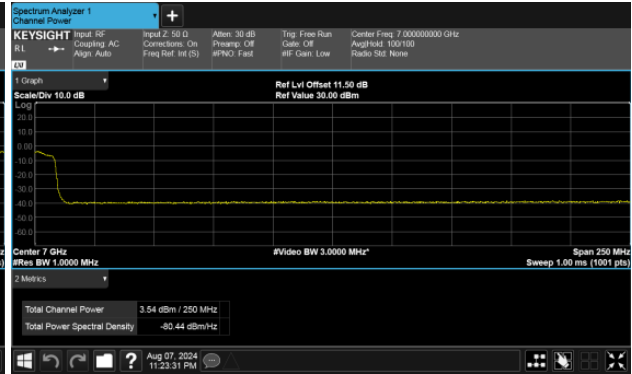 Spectrum Analyzer 1
Channel Power
+
KEYSIGHT Input: RF Input Z: 50 Ω Atten: 30 dB Trig: Free Run Center Freq: 7.000000000 GHz
RL Coupling: AC Corrections: On Preamp: Off Gate: Off Avg|Hold: 100/100
Align: Auto Freq Ref: Int (S) #PNO: Fast #IF Gain: Low Radio Std: None
LXI
1 Graph
Ref Lvl Offset 11.50 dB
Scale/Div 10.0 dB Ref Value 30.00 dBm
Log
20.0
10.0
0.00
-10.0
-20.0
-30.0
-40.0
-50.0
-60.0
Center 7 GHz #Video BW 3.0000 MHz* Span 250 MHz
#Res BW 1.0000 MHz Sweep 1.00 ms (1001 pts)
2 Metrics
Total Channel Power 3.54 dBm / 250 MHz
Total Power Spectral Density -80.44 dBm/Hz
? Aug 07, 2024
11:23:31 PM